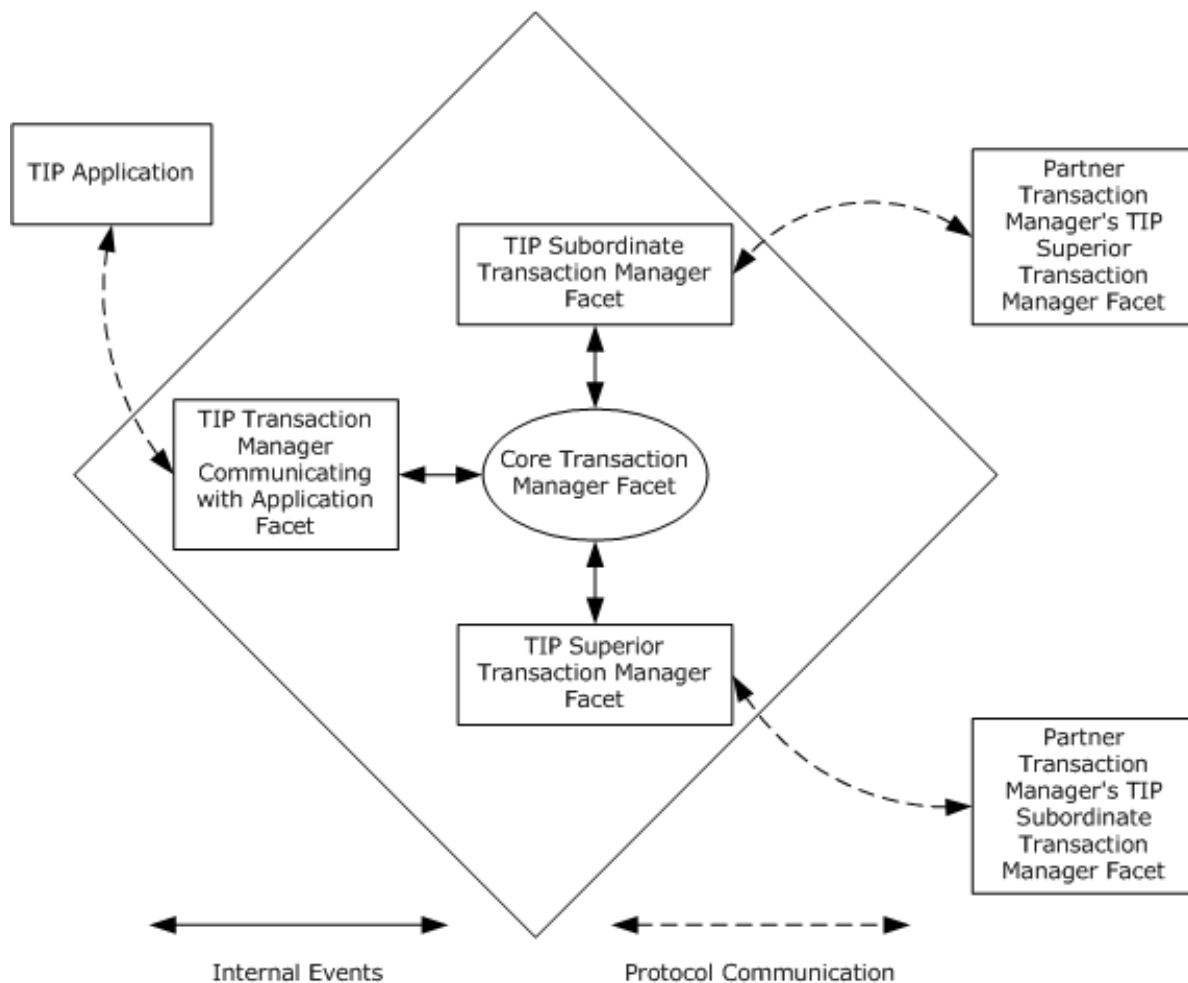 TIP Application
Partner
Transaction
Manager's TIP
Superior
Transaction
Manager Facet
TIP Subordinate
Transaction Manager
Facet
TIP Transaction
Manager
Communicating
with Application
Facet
Core Transaction
Manager Facet
TIP Superior
Transaction Manager
Facet
Partner
Transaction
Manager's TIP
Subordinate
Transaction
Manager Facet
Internal Events
Protocol Communication